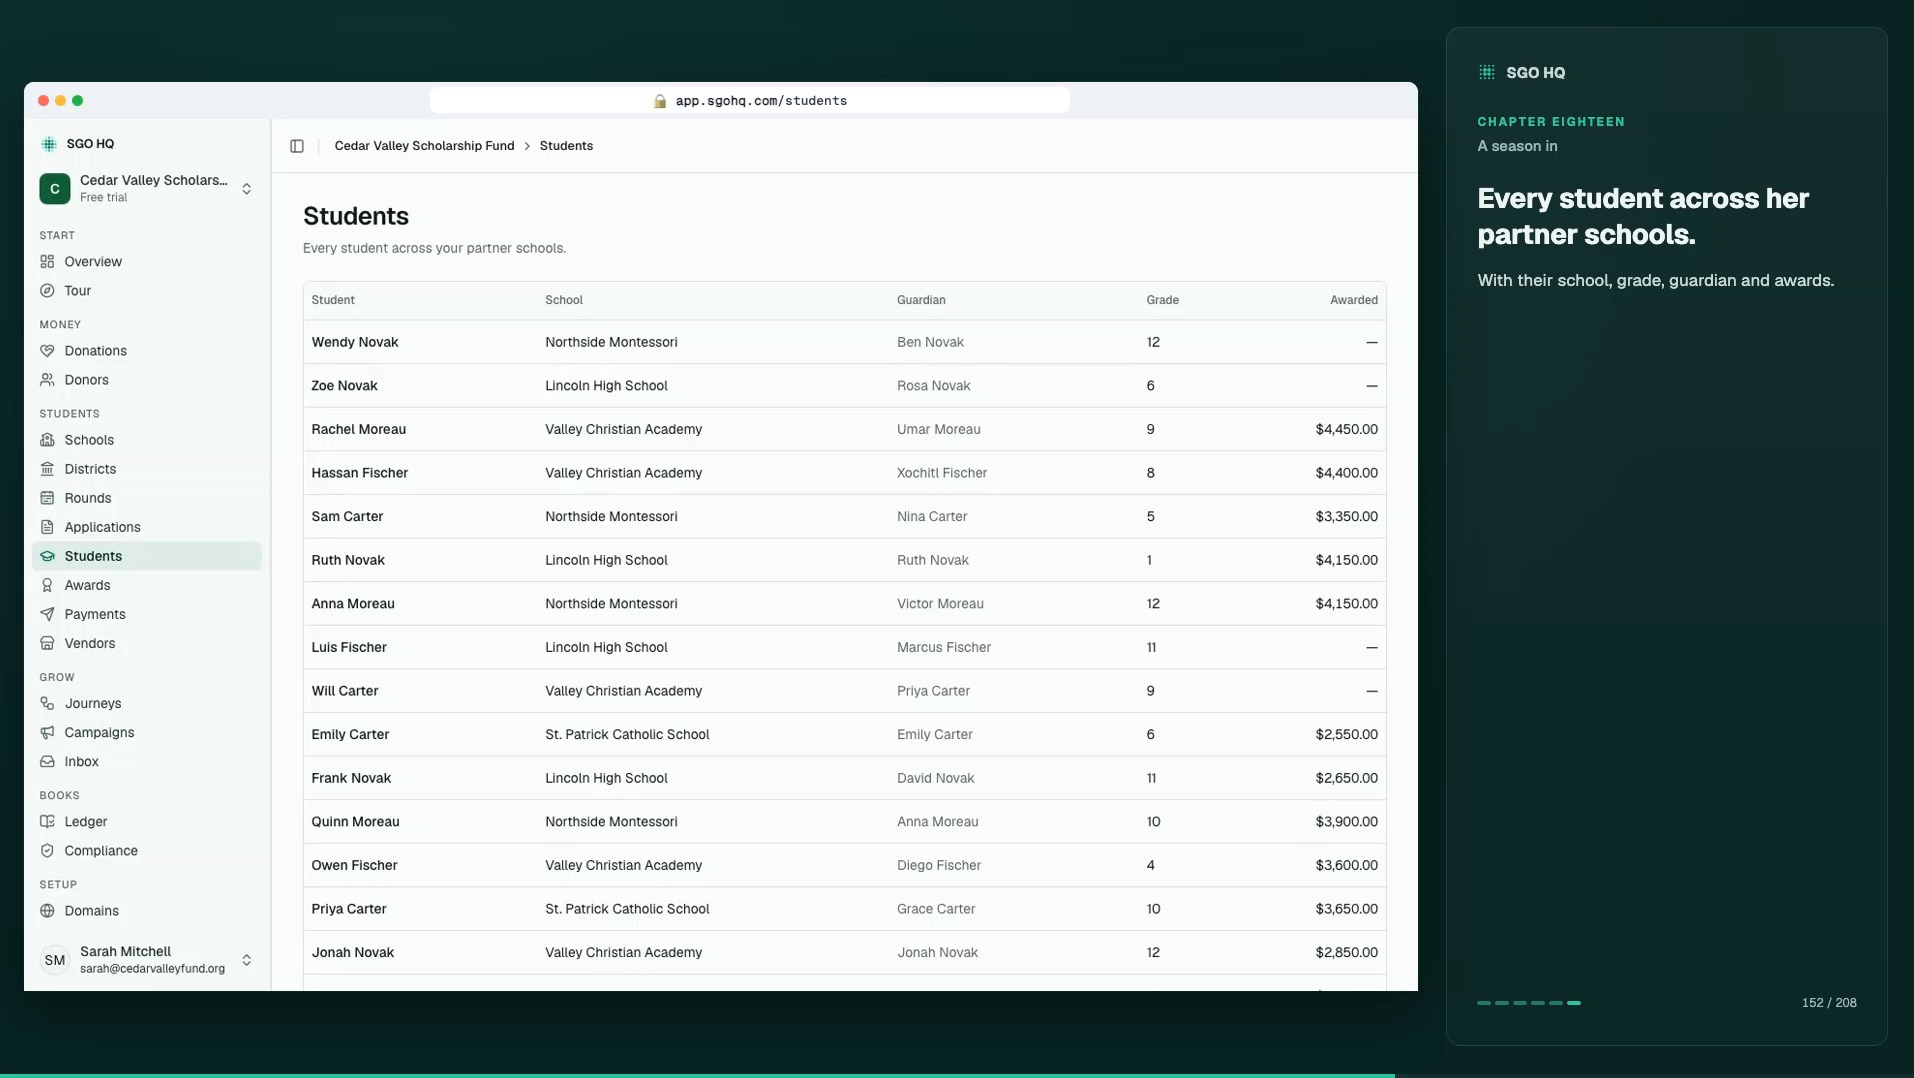 app.sgohq.com/students
SGO HQ
C
Cedar Valley Scholars...
Free trial
START
Overview
Tour
MONEY
Donations
Donors
STUDENTS
Schools
Districts
Rounds
Applications
Students
Awards
Payments
Vendors
GROW
Journeys
Campaigns
Inbox
BOOKS
Ledger
Compliance
SETUP
Domains
SM
Sarah Mitchell
sarah@cedarvalleyfund.org
Cedar Valley Scholarship Fund > Students
Students
Every student across your partner schools.
Student School Guardian Grade Awarded
Wendy Novak Northside Montessori Ben Novak 12 —
Zoe Novak Lincoln High School Rosa Novak 6 —
Rachel Moreau Valley Christian Academy Umar Moreau 9 $4,450.00
Hassan Fischer Valley Christian Academy Xochitl Fischer 8 $4,400.00
Sam Carter Northside Montessori Nina Carter 5 $3,350.00
Ruth Novak Lincoln High School Ruth Novak 1 $4,150.00
Anna Moreau Northside Montessori Victor Moreau 12 $4,150.00
Luis Fischer Lincoln High School Marcus Fischer 11 —
Will Carter Valley Christian Academy Priya Carter 9 —
Emily Carter St. Patrick Catholic School Emily Carter 6 $2,550.00
Frank Novak Lincoln High School David Novak 11 $2,650.00
Quinn Moreau Northside Montessori Anna Moreau 10 $3,900.00
Owen Fischer Valley Christian Academy Diego Fischer 4 $3,600.00
Priya Carter St. Patrick Catholic School Grace Carter 10 $3,650.00
Jonah Novak Valley Christian Academy Jonah Novak 12 $2,850.00
SGO HQ
CHAPTER EIGHTEEN
A season in
Every student across her
partner schools.
With their school, grade, guardian and awards.
152 / 208